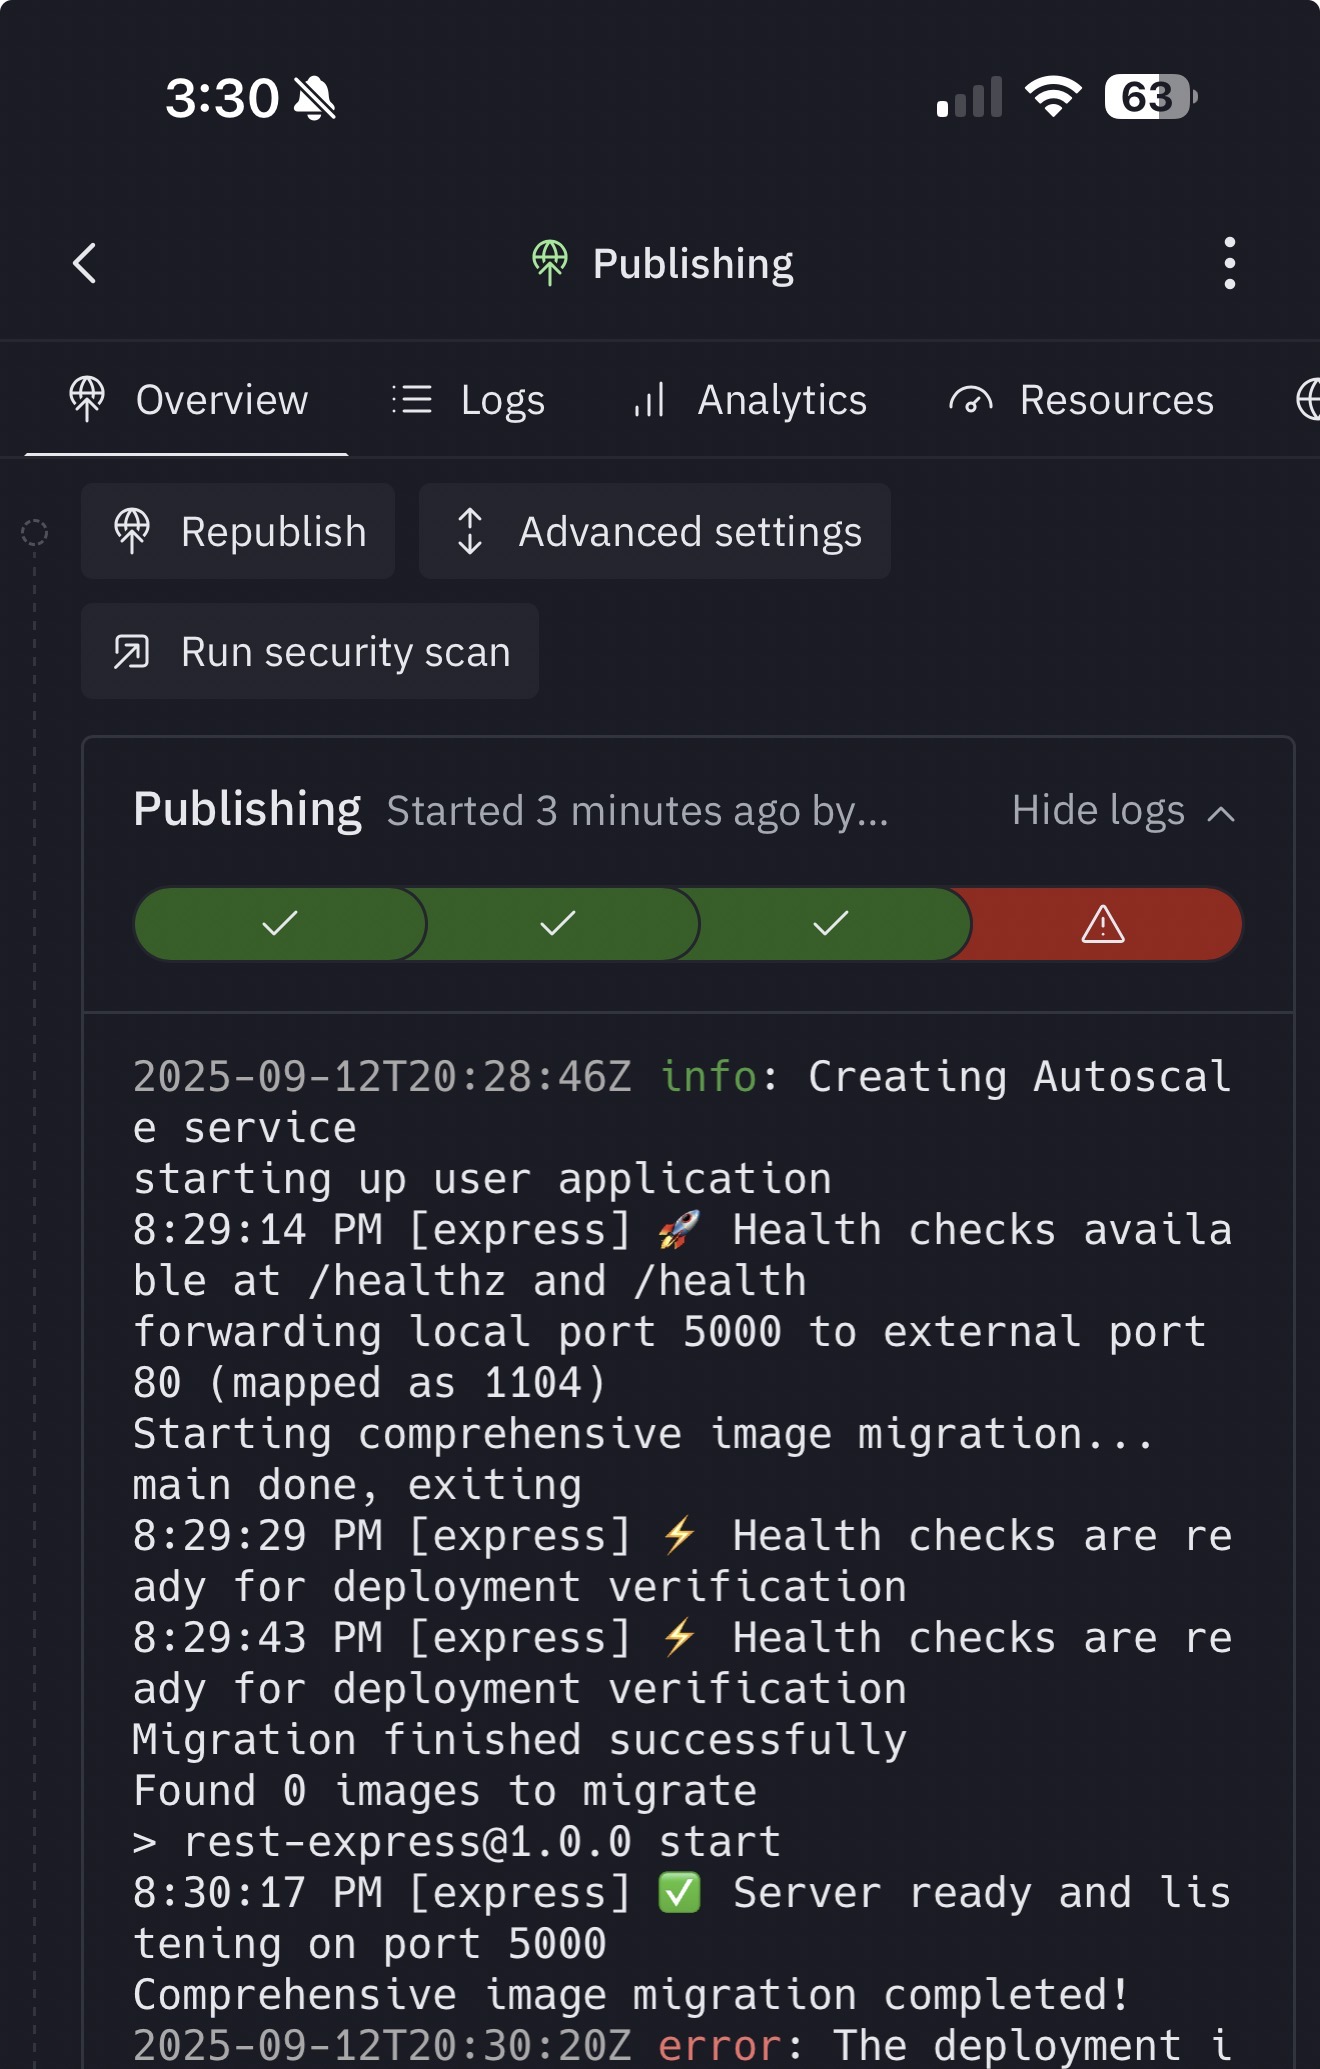 3:30
63
Publishing
Overview Logs Analytics Resources
Republish Advanced settings
Run security scan
Publishing Started 3 minutes ago by... Hide logs
2025-09-12T20:28:46Z info: Creating Autoscal
e service
starting up user application
8:29:14 PM [express] 🚀 Health checks availa
ble at /healthz and /health
forwarding local port 5000 to external port
80 (mapped as 1104)
Starting comprehensive image migration...
main done, exiting
8:29:29 PM [express] ⚡ Health checks are re
ady for deployment verification
8:29:43 PM [express] ⚡ Health checks are re
ady for deployment verification
Migration finished successfully
Found 0 images to migrate
> rest-express@1.0.0 start
8:30:17 PM [express] ✅ Server ready and lis
tening on port 5000
Comprehensive image migration completed!
2025-09-12T20:30:20Z error: The deployment i